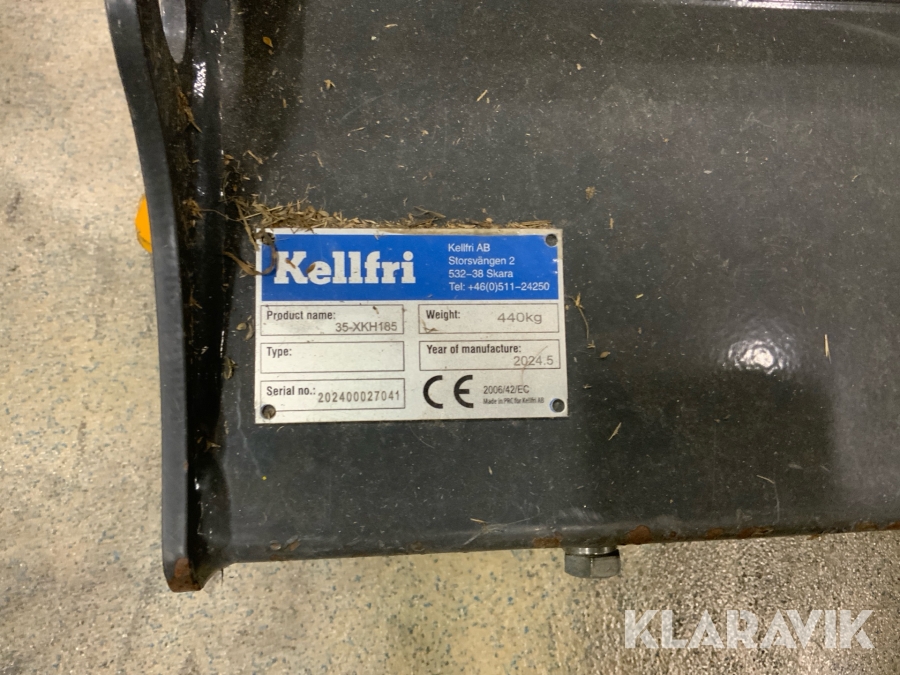 Kellfri
Kellfri AB
Storsvängen 2
532-38 Skara
Tel: +46(0)511-24250
Product name: 35-XKH185
Weight: 440kg
Type:
Year of manufacture: 2024.5
Serial no.: 202400027041
CE
2006/42/EC
Made in PRC für Kellfri AB
KLARAVIK